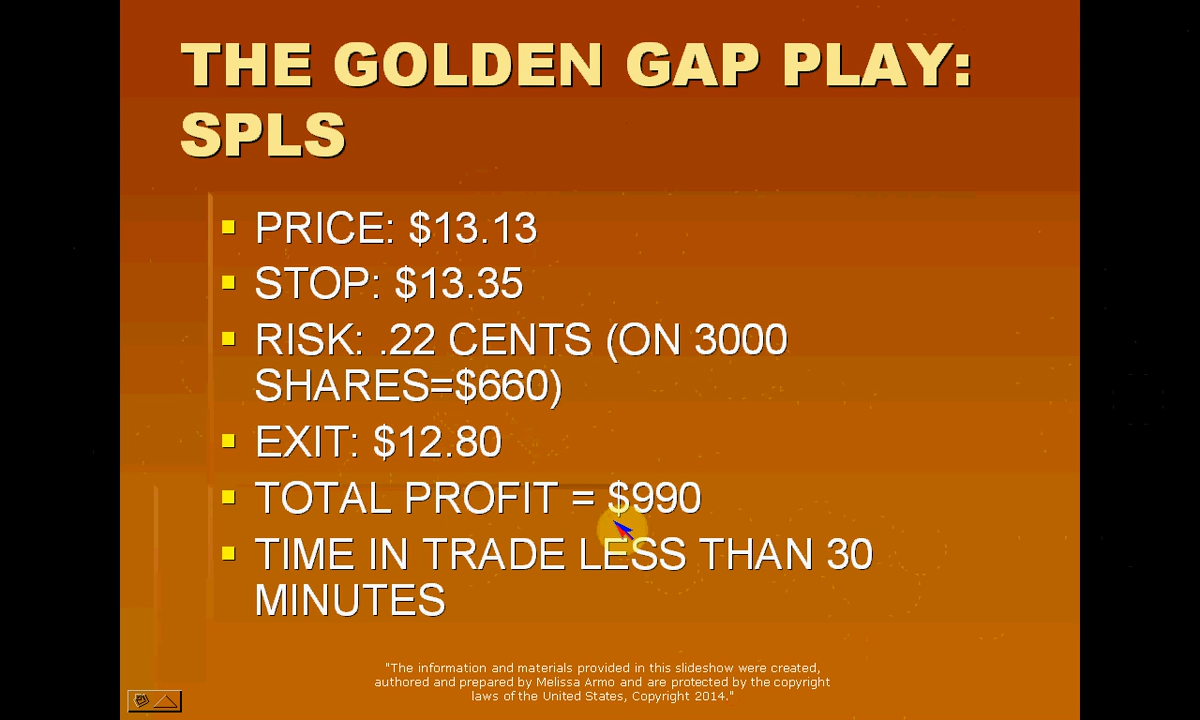 THE GOLDEN GAP PLAY:
SPLS
PRICE: $13.13
STOP: $13.35
RISK: .22 CENTS (ON 3000
SHARES=$660)
EXIT: $12.80
TOTAL PROFIT = $990
TIME IN TRADE LESS THAN 30
MINUTES
"The information and materials provided in this slideshow were created,
authored and prepared by Melissa Armo and are protected by the copyright
laws of the United States, Copyright 2014."